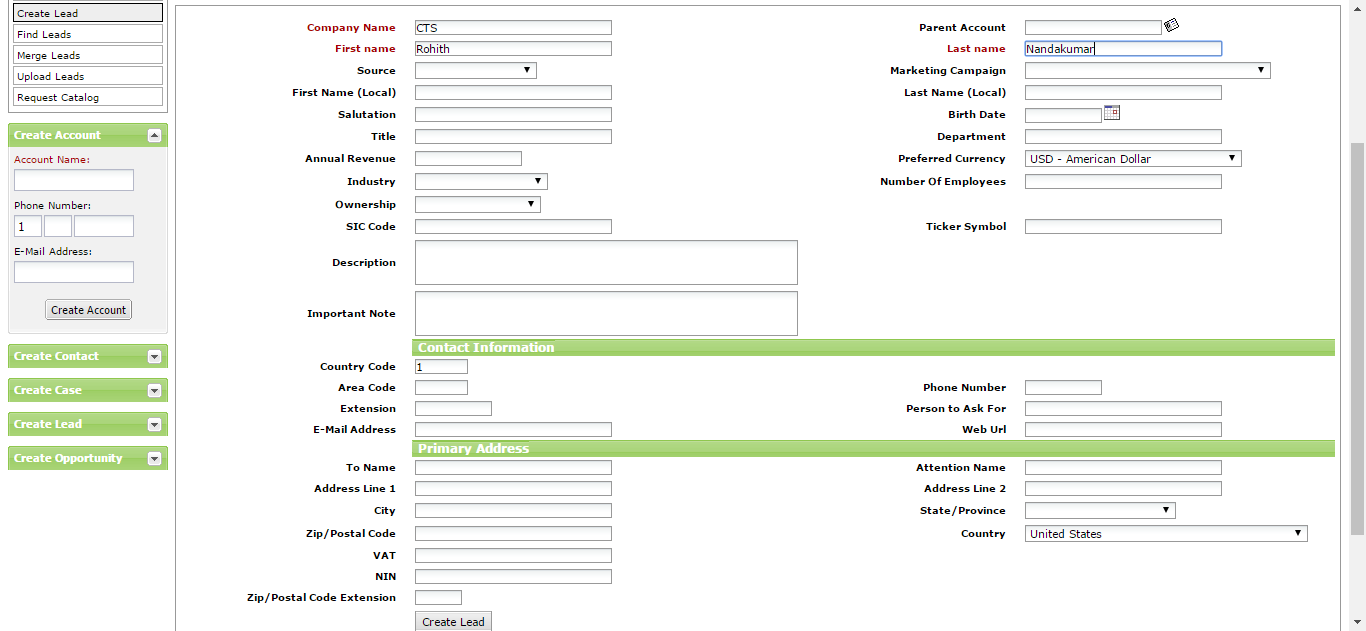 Create Lead
Find Leads
Merge Leads
Upload Leads
Request Catalog
Create Account
Account Name:
Phone Number:
1
E-Mail Address:
Create Account
Create Contact
Create Case
Create Lead
Create Opportunity
Company Name CTS Parent Account
First name Rohith Last name Nandakumar
Source Marketing Campaign
First Name (Local) Last Name (Local)
Salutation Birth Date
Title Department
Annual Revenue Preferred Currency USD - American Dollar
Industry Number Of Employees
Ownership
SIC Code Ticker Symbol
Description
Important Note
Contact Information
Country Code 1
Area Code Phone Number
Extension Person to Ask For
E-Mail Address Web Url
Primary Address
To Name Attention Name
Address Line 1 Address Line 2
City State/Province
Zip/Postal Code Country United States
VAT
NIN
Zip/Postal Code Extension
Create Lead